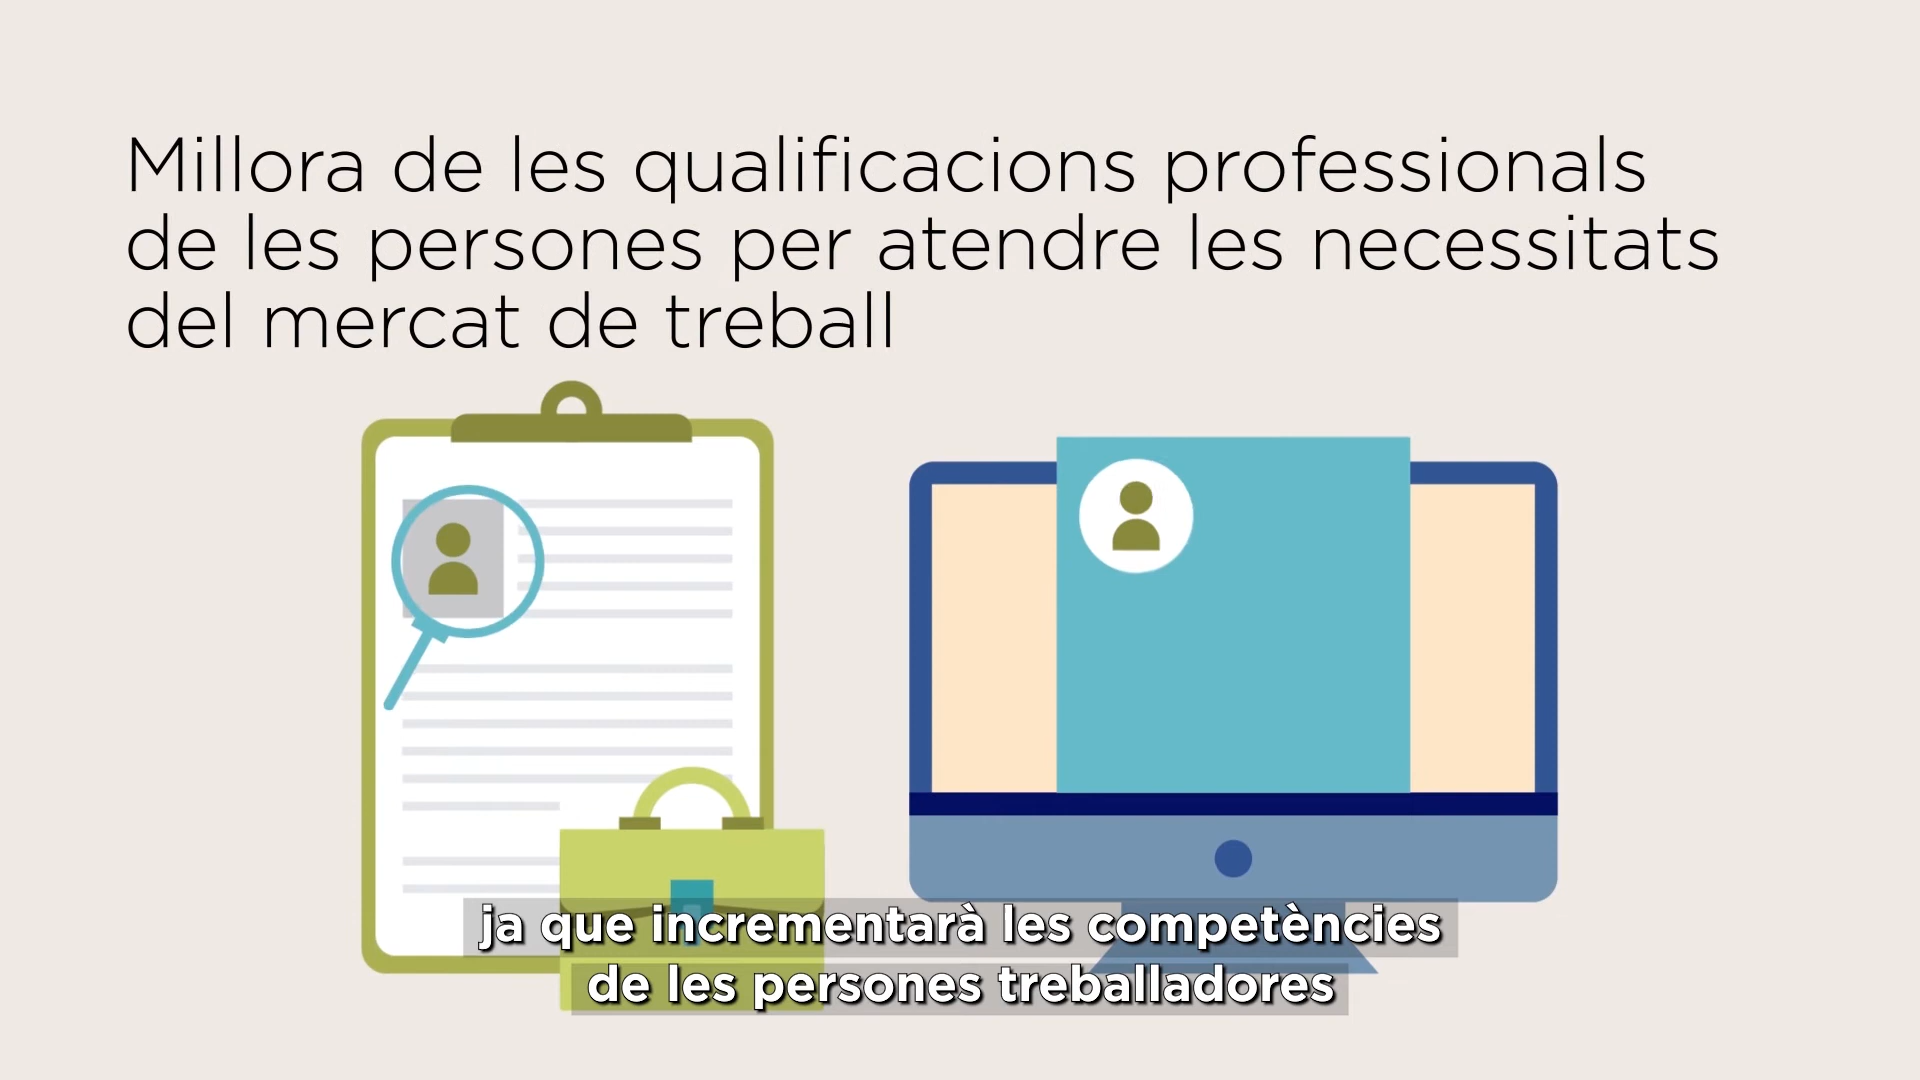 Millora de les qualificacions professionals
de les persones per atendre les necessitats
del mercat de treball
ja que incrementarà les competències
de les persones treballadores